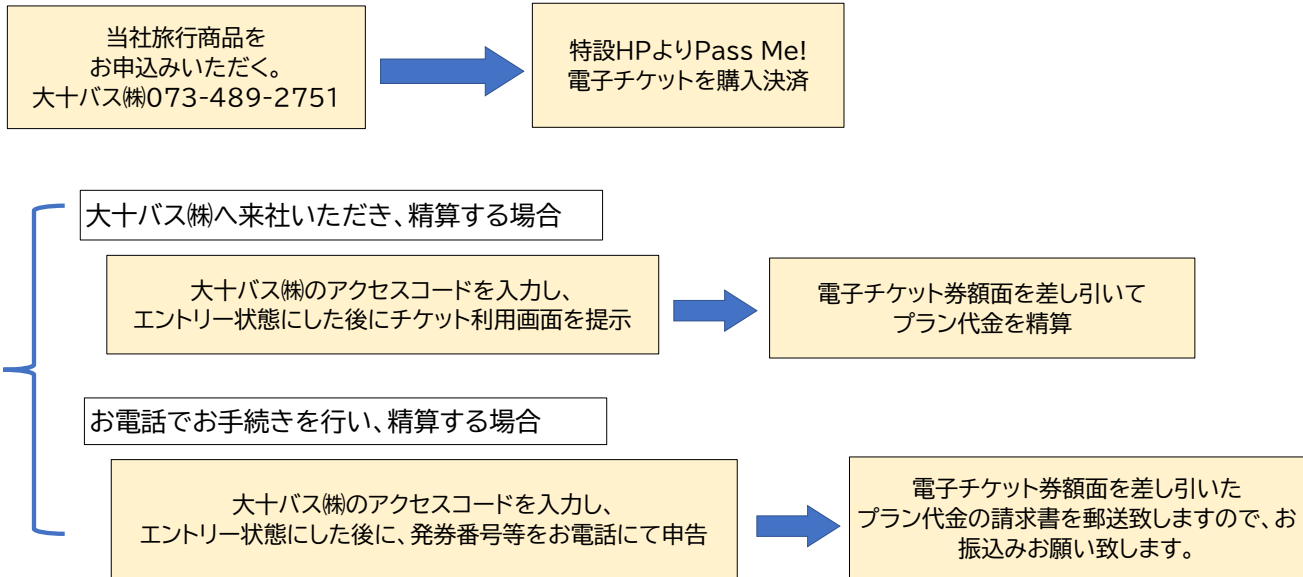 当社旅行商品を
お申込みいただく。
大十バス㈱073-489-2751
特設HPよりPass Me!
電子チケットを購入決済
大十バス㈱へ来社いただき、精算する場合
大十バス㈱のアクセスコードを入力し、
エントリー状態にした後にチケット利用画面を提示
電子チケット券額面を差し引いて
プラン代金を精算
お電話でお手続きを行い、精算する場合
大十バス㈱のアクセスコードを入力し、
エントリー状態にした後に、発券番号等をお電話にて申告
電子チケット券額面を差し引いた
プラン代金の請求書を郵送致しますので、お
振込みお願い致します。